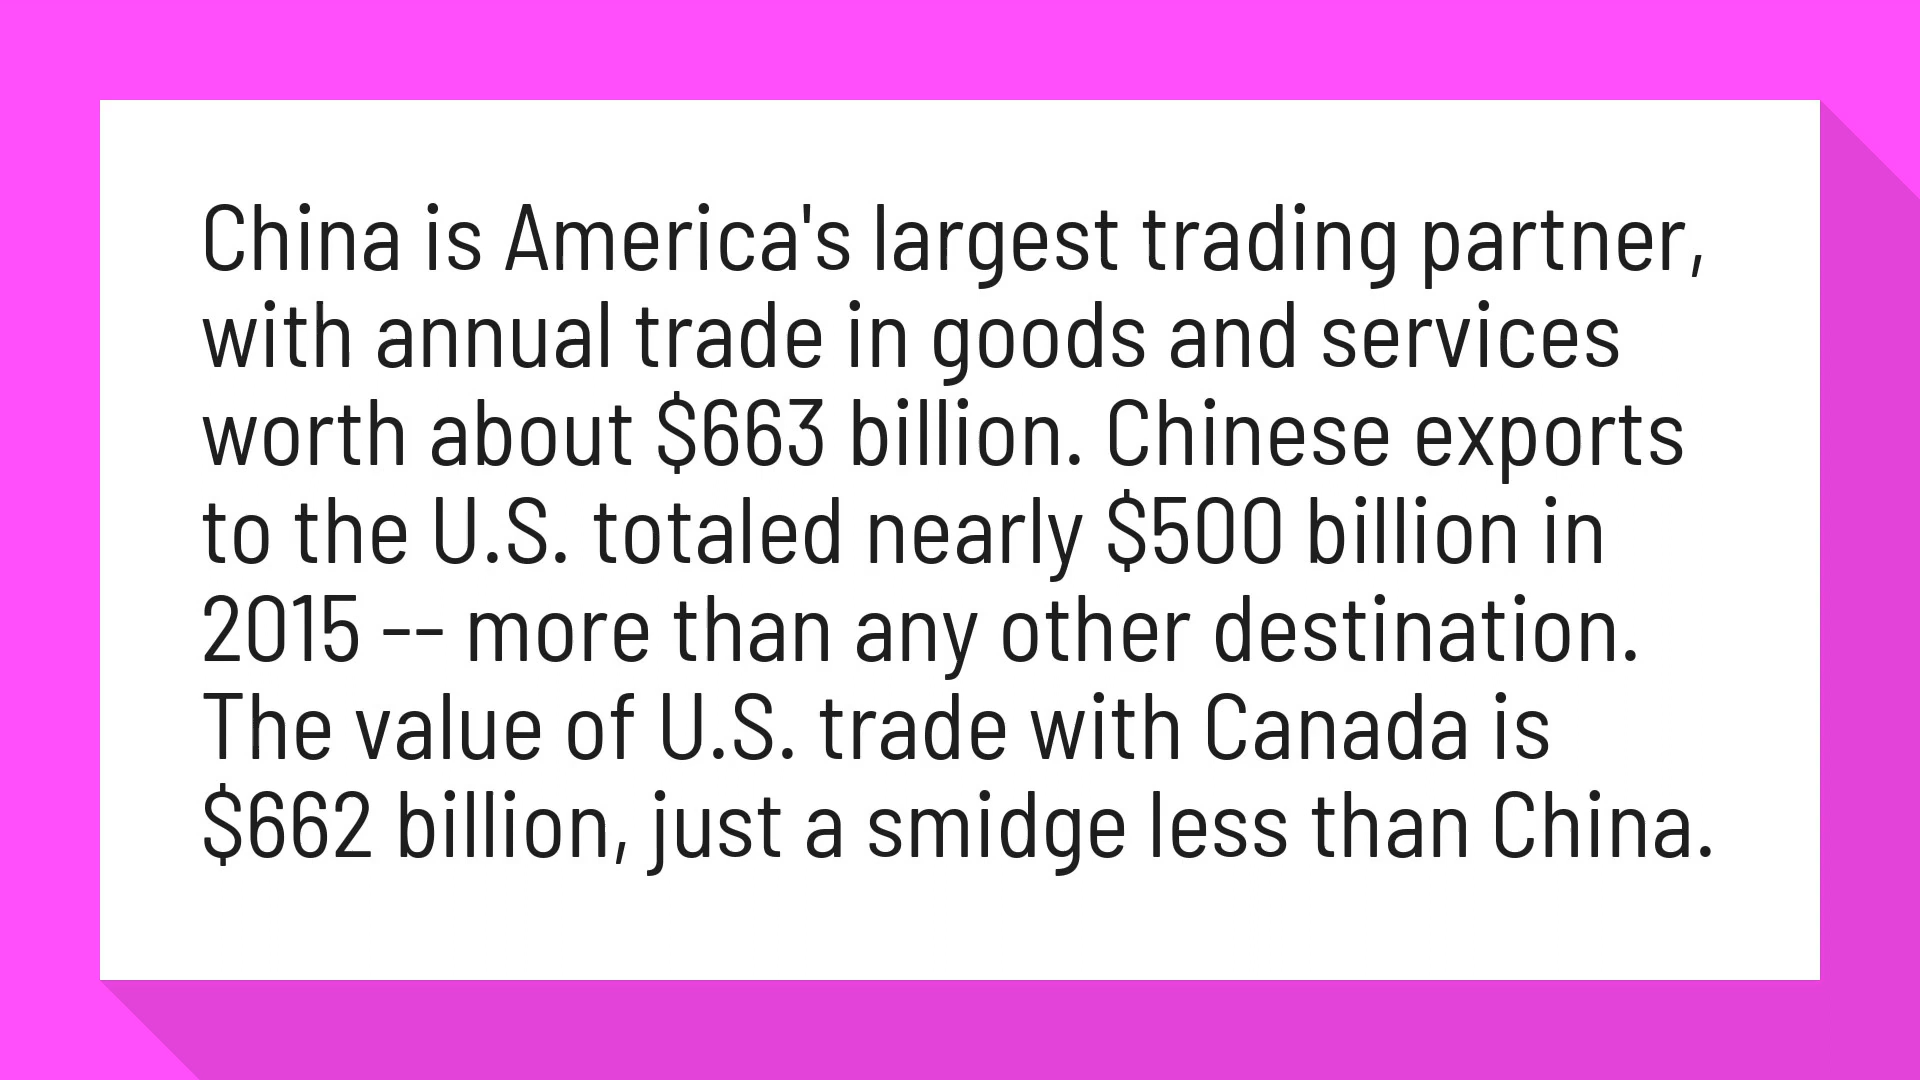 China is America's largest trading partner,
with annual trade in goods and services
worth about $663 billion. Chinese exports
to the U.S. totaled nearly $500 billion in
2015 -- more than any other destination.
The value of U.S. trade with Canada is
$662 billion, just a smidge less than China.